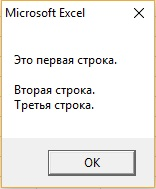 Microsoft Excel
Это первая строка.
Вторая строка.
Третья строка.
OK